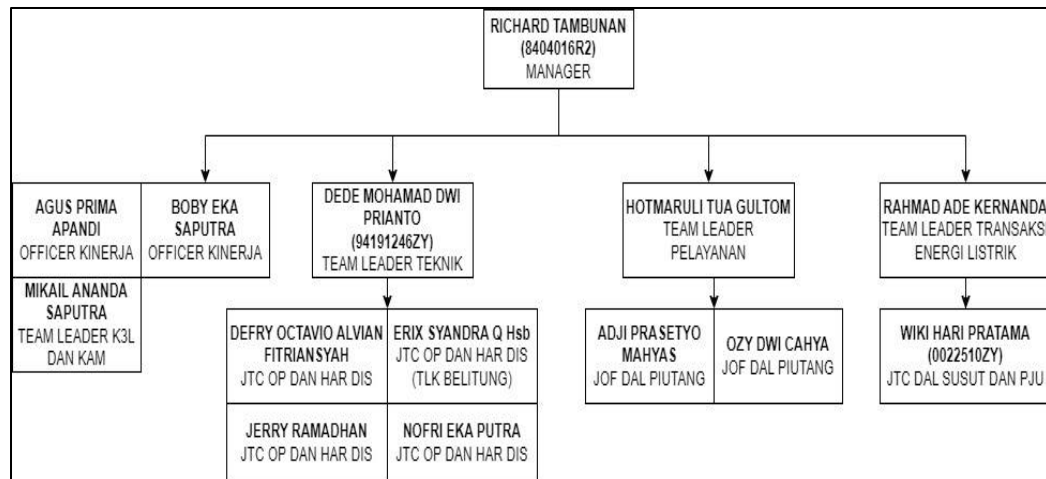 RICHARD TAMBUNAN
(8404016R2)
MANAGER
AGUS PRIMA
APANDI
OFFICER KINERJA
BOBY EKA
SAPUTRA
OFFICER KINERJA
MIKAIL ANANDA
SAPUTRA
TEAM LEADER K3L
DAN KAM
DEDE MOHAMAD DWI
PRIANTO
(94191246ZY)
TEAM LEADER TEKNIK
DEFRY OCTAVIO ALVIAN
FITRIANSYAH
JTC OP DAN HAR DIS
ERIX SYANDRA Q Hsb
JTC OP DAN HAR DIS
(TLK BELITUNG)
JERRY RAMADHAN
JTC OP DAN HAR DIS
NOFRI EKA PUTRA
JTC OP DAN HAR DIS
HOTMARULI TUA GULTOM
TEAM LEADER
PELAYANAN
ADJI PRASETYO
MAHYAS
JOF DAL PIUTANG
OZY DWI CAHYA
JOF DAL PIUTANG
RAHMAD ADE KERNANDA
TEAM LEADER TRANSAKSI
ENERGI LISTRIK
WIKI HARI PRATAMA
(0022510ZY)
JTC DAL SUSUT DAN PJU